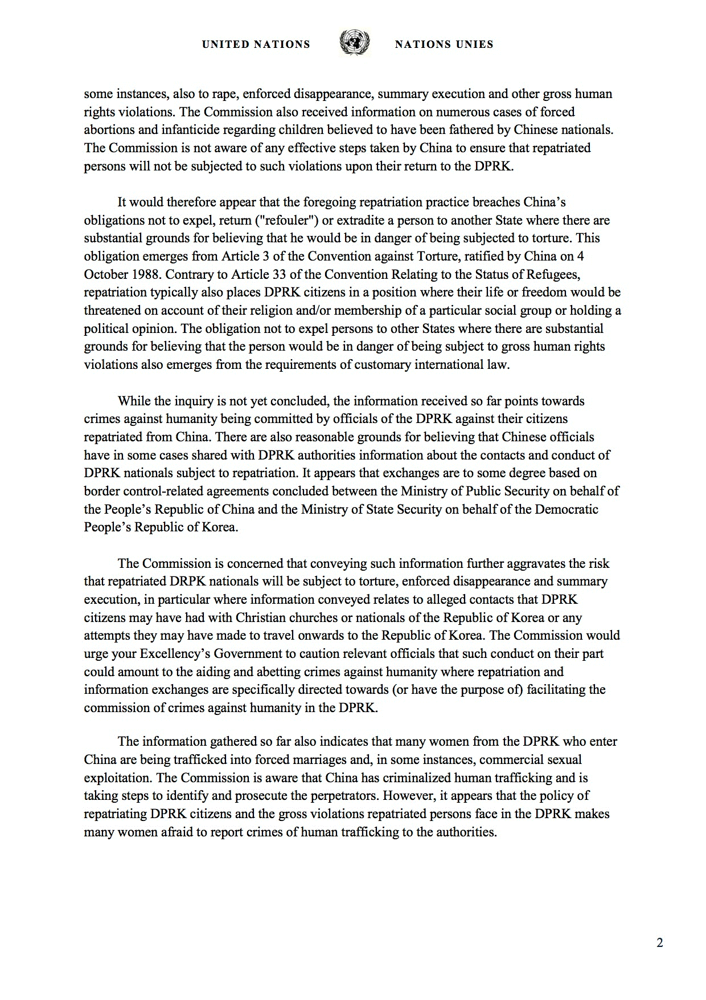 UNITED NATIONS NATIONS UNIES
some instances, also to rape, enforced disappearance, summary execution and other gross human
rights violations. The Commission also received information on numerous cases of forced
abortions and infanticide regarding children believed to have been fathered by Chinese nationals.
The Commission is not aware of any effective steps taken by China to ensure that repatriated
persons will not be subjected to such violations upon their return to the DPRK.
It would therefore appear that the foregoing repatriation practice breaches China’s
obligations not to expel, return ("refouler") or extradite a person to another State where there are
substantial grounds for believing that he would be in danger of being subjected to torture. This
obligation emerges from Article 3 of the Convention against Torture, ratified by China on 4
October 1988. Contrary to Article 33 of the Convention Relating to the Status of Refugees,
repatriation typically also places DPRK citizens in a position where their life or freedom would be
threatened on account of their religion and/or membership of a particular social group or holding a
political opinion. The obligation not to expel persons to other States where there are substantial
grounds for believing that the person would be in danger of being subject to gross human rights
violations also emerges from the requirements of customary international law.
While the inquiry is not yet concluded, the information received so far points towards
crimes against humanity being committed by officials of the DPRK against their citizens
repatriated from China. There are also reasonable grounds for believing that Chinese officials
have in some cases shared with DPRK authorities information about the contacts and conduct of
DPRK nationals subject to repatriation. It appears that exchanges are to some degree based on
border control-related agreements concluded between the Ministry of Public Security on behalf of
the People’s Republic of China and the Ministry of State Security on behalf of the Democratic
People’s Republic of Korea.
The Commission is concerned that conveying such information further aggravates the risk
that repatriated DRPK nationals will be subject to torture, enforced disappearance and summary
execution, in particular where information conveyed relates to alleged contacts that DPRK
citizens may have had with Christian churches or nationals of the Republic of Korea or any
attempts they may have made to travel onwards to the Republic of Korea. The Commission would
urge your Excellency’s Government to caution relevant officials that such conduct on their part
could amount to the aiding and abetting crimes against humanity where repatriation and
information exchanges are specifically directed towards (or have the purpose of) facilitating the
commission of crimes against humanity in the DPRK.
The information gathered so far also indicates that many women from the DPRK who enter
China are being trafficked into forced marriages and, in some instances, commercial sexual
exploitation. The Commission is aware that China has criminalized human trafficking and is
taking steps to identify and prosecute the perpetrators. However, it appears that the policy of
repatriating DPRK citizens and the gross violations repatriated persons face in the DPRK makes
many women afraid to report crimes of human trafficking to the authorities.
2